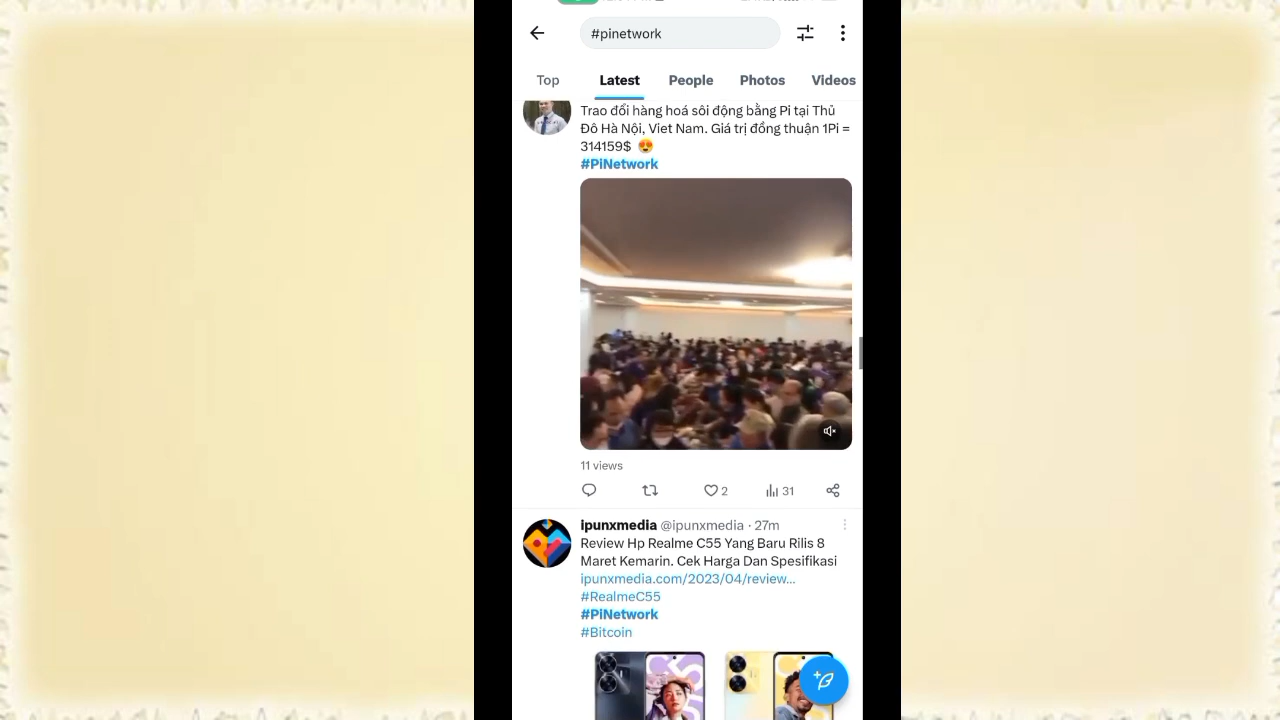 #pinetwork
Top Latest People Photos Videos
Trao đổi hàng hoá sôi động bằng Pi tại Thủ
Đô Hà Nội, Viet Nam. Giá trị đồng thuận 1Pi =
314159$ 😍
#PiNetwork
11 views
2 31
ipunxmedia @ipunxmedia · 27m
Review Hp Realme C55 Yang Baru Rilis 8
Maret Kemarin. Cek Harga Dan Spesifikasi
ipunxmedia.com/2023/04/review...
#RealmeC55
#PiNetwork
#Bitcoin